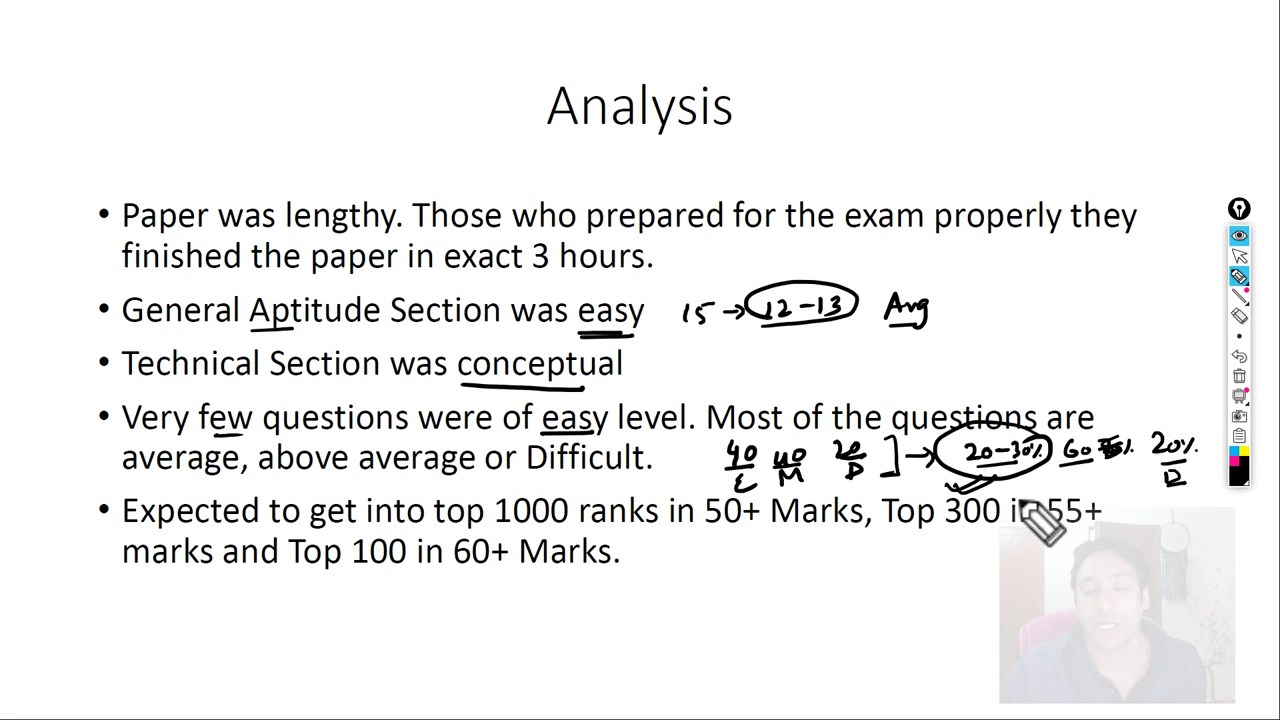 Analysis
• Paper was lengthy. Those who prepared for the exam properly they
finished the paper in exact 3 hours.
• General Aptitude Section was easy 15 → 12-13 Avg
• Technical Section was conceptual
• Very few questions were of easy level. Most of the questions are
average, above average or Difficult. 40 E 40 M 20 D ] → 20-30% 60 % 20% D
• Expected to get into top 1000 ranks in 50+ Marks, Top 300 in 55+
marks and Top 100 in 60+ Marks.